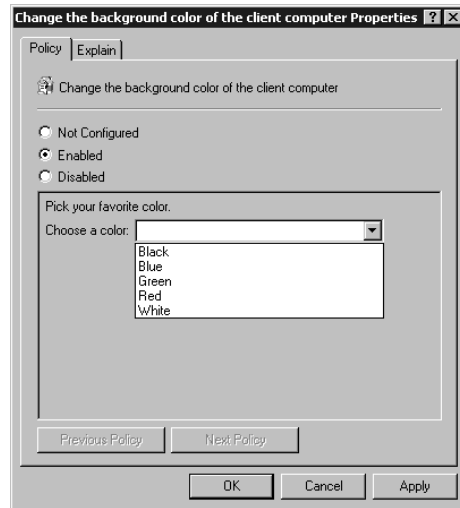 Change the background color of the client computer Properties ? X
Policy Explain
Change the background color of the client computer
Not Configured
Enabled
Disabled
Pick your favorite color.
Choose a color:
Black
Blue
Green
Red
White
Previous Policy Next Policy
OK Cancel Apply